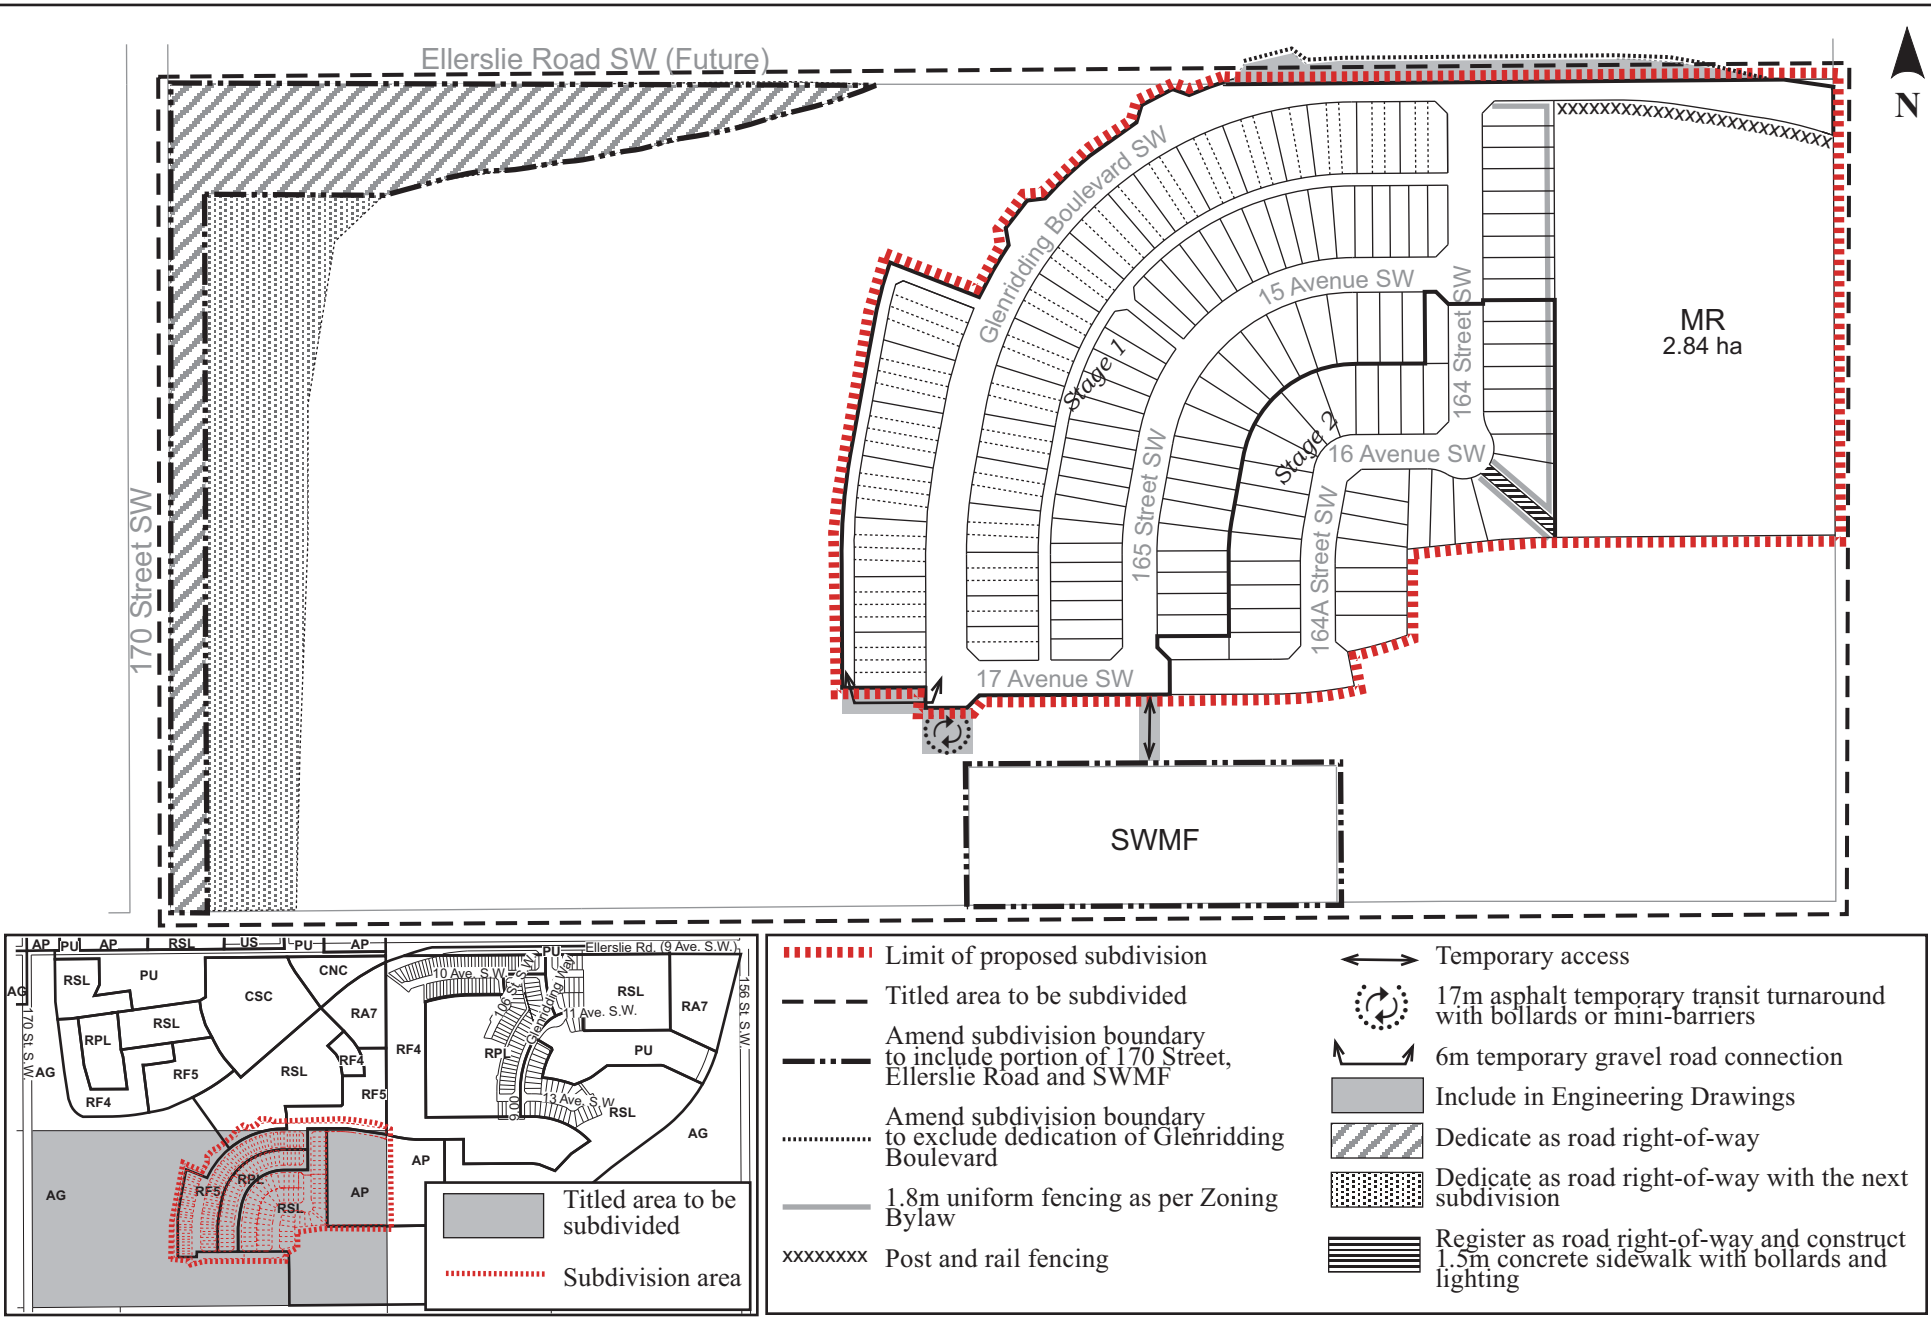 Ellerslie Road SW (Future)
N
Glenridding Boulevard SW
15 Avenue SW
164 Street SW
MR
2.84 ha
Stage 1
Stage 2
16 Avenue SW
165 Street SW
164A Street SW
170 Street SW
17 Avenue SW
SWMF
AP
PU
AP
RSL
US
PU
AP
Ellerslie Rd. (9 Ave. S.W.)
PU
RSL
PU
CNC
10 Ave. S.W.
CSC
RSL
RA7
AG
170 St. S.W.
RA7
11 Ave. S.W.
Glenridding Way
156 St. S.W.
RPL
RSL
RF4
RPL
PU
RF4
AG
RF5
RSL
RF5
13 Ave. S.W.
RSL
RF4
AG
AP
AG
RF5
RPL
RSL
AP
Titled area to be
subdivided
Subdivision area
Limit of proposed subdivision
Titled area to be subdivided
Amend subdivision boundary
to include portion of 170 Street,
Ellerslie Road and SWMF
Amend subdivision boundary
to exclude dedication of Glenridding
Boulevard
1.8m uniform fencing as per Zoning
Bylaw
Post and rail fencing
Temporary access
17m asphalt temporary transit turnaround
with bollards or mini-barriers
6m temporary gravel road connection
Include in Engineering Drawings
Dedicate as road right-of-way
Dedicate as road right-of-way with the next
subdivision
Register as road right-of-way and construct
1.5m concrete sidewalk with bollards and
lighting